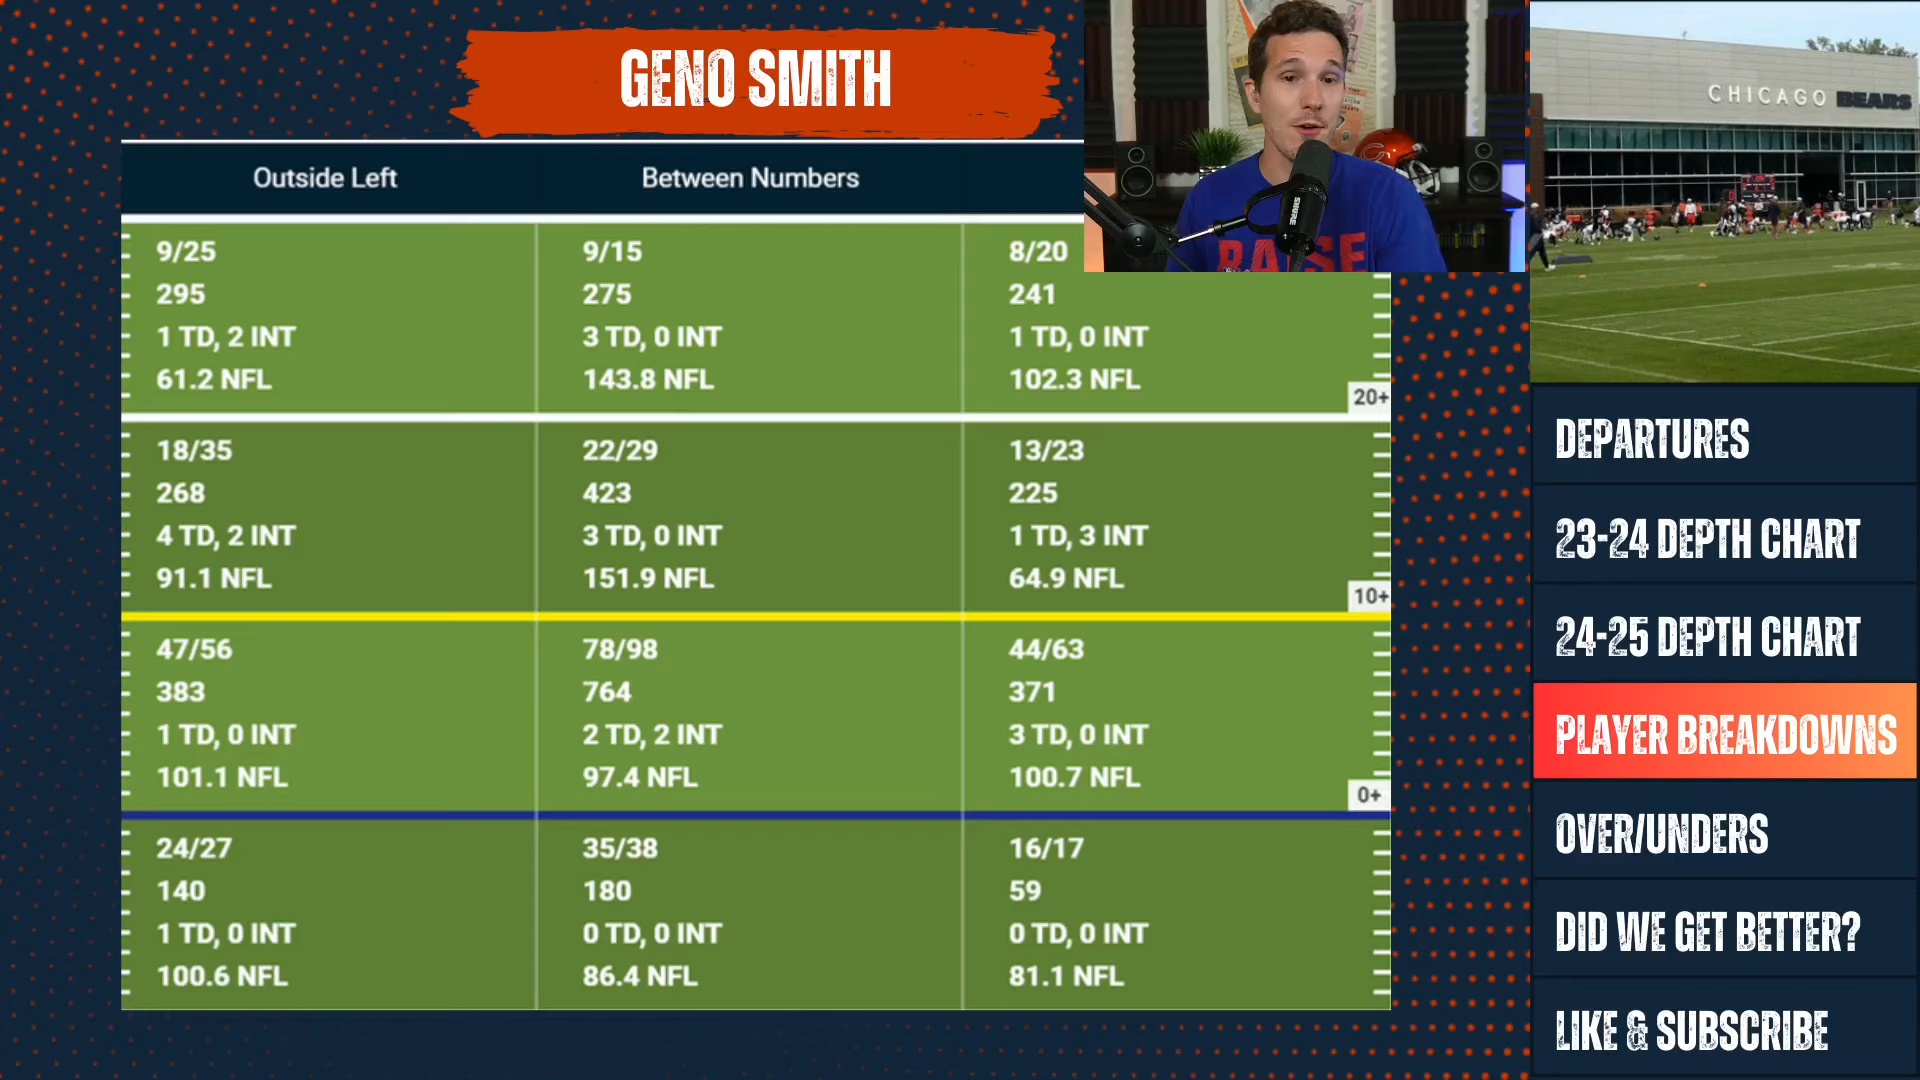 GENO SMITH
Outside Left
Between Numbers
9/25
295
1 TD, 2 INT
61.2 NFL
9/15
275
3 TD, 0 INT
143.8 NFL
8/20
241
1 TD, 0 INT
102.3 NFL
20+
18/35
268
4 TD, 2 INT
91.1 NFL
22/29
423
3 TD, 0 INT
151.9 NFL
13/23
225
1 TD, 3 INT
64.9 NFL
10+
47/56
383
1 TD, 0 INT
101.1 NFL
78/98
764
2 TD, 2 INT
97.4 NFL
44/63
371
3 TD, 0 INT
100.7 NFL
0+
24/27
140
1 TD, 0 INT
100.6 NFL
35/38
180
0 TD, 0 INT
86.4 NFL
16/17
59
0 TD, 0 INT
81.1 NFL
SHURE
CHICAGO BEARS
DEPARTURES
23-24 DEPTH CHART
24-25 DEPTH CHART
PLAYER BREAKDOWNS
OVER/UNDERS
DID WE GET BETTER?
LIKE & SUBSCRIBE